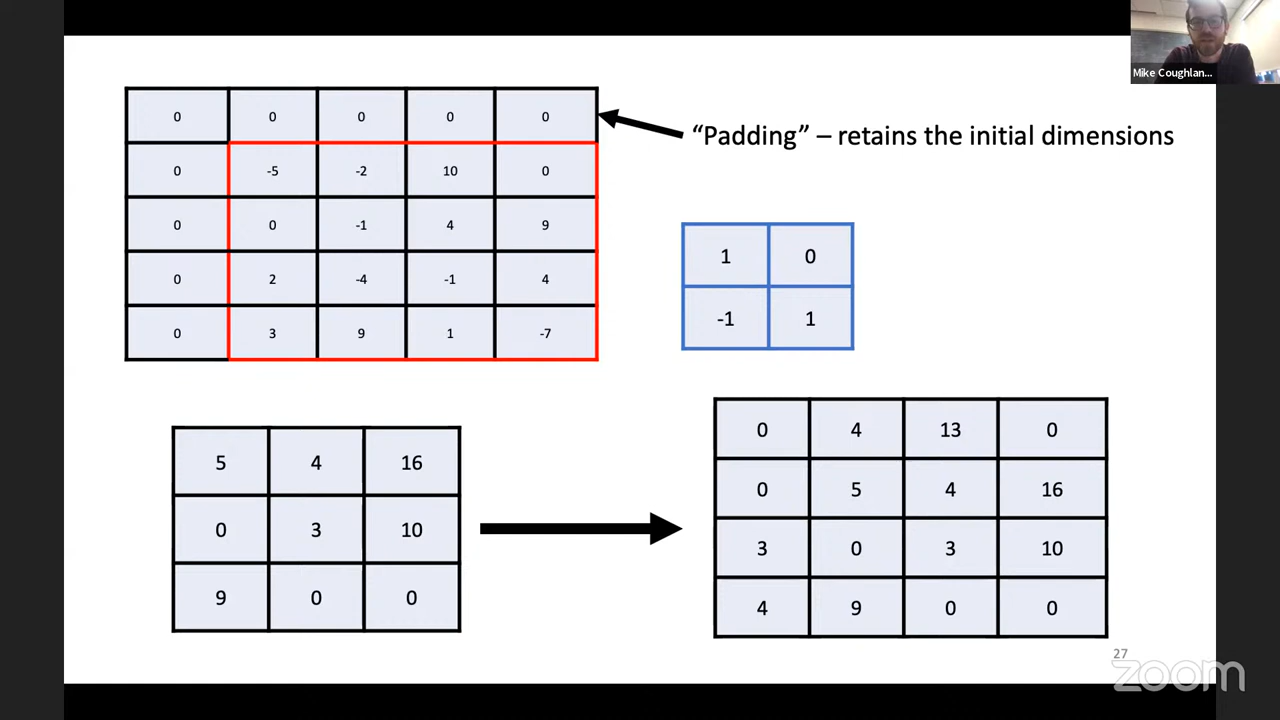 Mike Coughlan...
0 0 0 0 0
“Padding” – retains the initial dimensions
0 -5 -2 10 0
0 0 -1 4 9
0 2 -4 -1 4
0 3 9 1 -7
1 0
-1 1
5 4 16
0 3 10
9 0 0
0 4 13 0
0 5 4 16
3 0 3 10
4 9 0 0
27
zoom